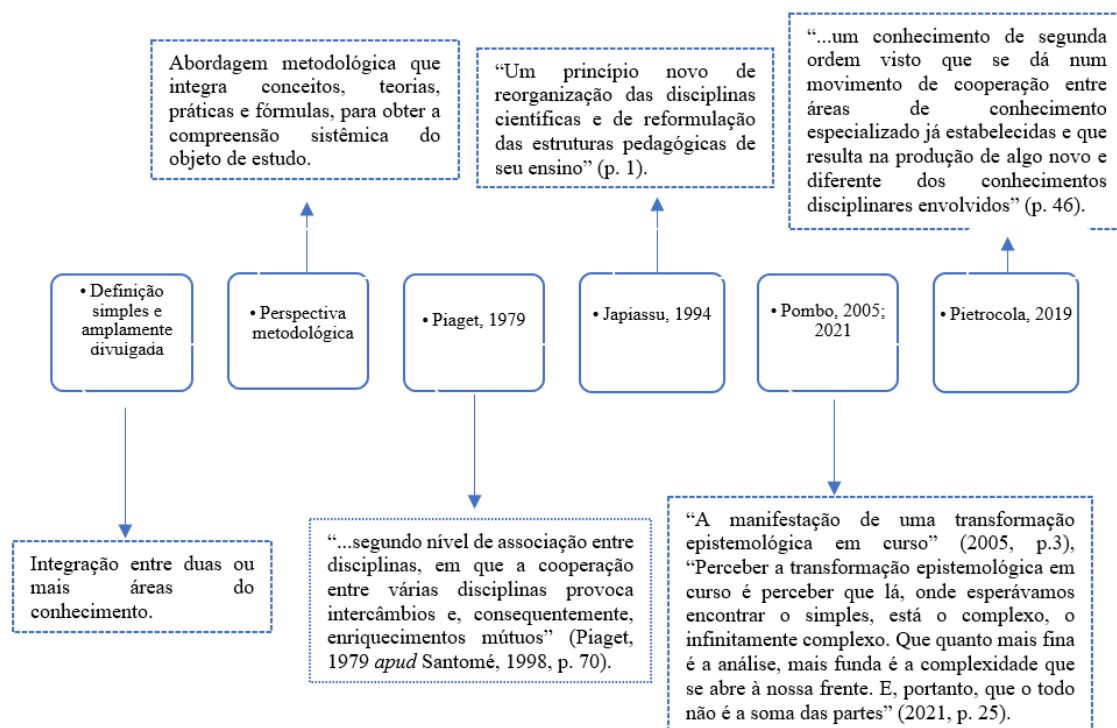 Abordagem metodológica que
integra conceitos, teorias,
práticas e fórmulas, para obter a
compreensão sistêmica do
objeto de estudo.
“Um princípio novo de
reorganização das disciplinas
científicas e de reformulação
das estruturas pedagógicas de
seu ensino” (p. 1).
“...um conhecimento de segunda
ordem visto que se dá num
movimento de cooperação entre
áreas de conhecimento
especializado já estabelecidas e que
resulta na produção de algo novo e
diferente dos conhecimentos
disciplinares envolvidos” (p. 46).
• Definição
simples e
amplamente
divulgada
• Perspectiva
metodológica
• Piaget, 1979
• Japiassu, 1994
• Pombo, 2005;
2021
• Pietrocola, 2019
Integração entre duas ou
mais áreas do
conhecimento.
“...segundo nível de associação entre
disciplinas, em que a cooperação
entre várias disciplinas provoca
intercâmbios e, consequentemente,
enriquecimentos mútuos” (Piaget,
1979 apud Santomé, 1998, p. 70).
“A manifestação de uma transformação
epistemológica em curso” (2005, p.3),
“Perceber a transformação epistemológica em
curso é perceber que lá, onde esperávamos
encontrar o simples, está o complexo, o
infinitamente complexo. Que quanto mais fina
é a análise, mais funda é a complexidade que
se abre à nossa frente. E, portanto, que o todo
não é a soma das partes” (2021, p. 25).